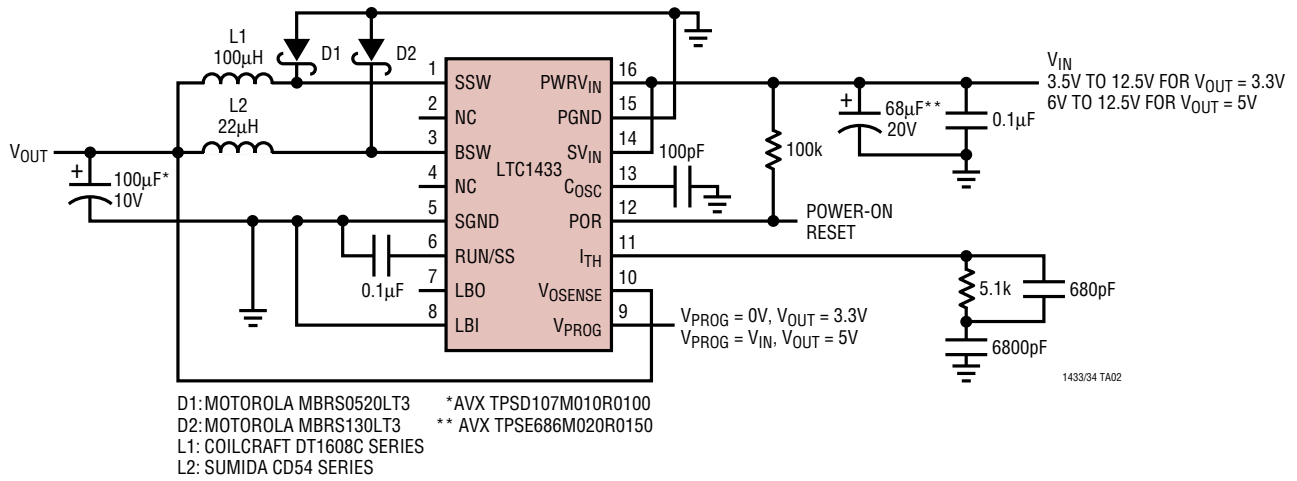 L1
100µH
D1
D2
L2
22µH
VOUT
+
100µF*
10V
0.1µF
1
SSW
2
NC
3
BSW
4
NC
5
SGND
6
RUN/SS
7
LBO
8
LBI
LTC1433
16
PWRVIN
15
PGND
14
SVIN
13
COSC
12
POR
11
ITH
10
VOSENSE
9
VPROG
100pF
100k
+
68µF**
20V
0.1µF
VIN
3.5V TO 12.5V FOR VOUT = 3.3V
6V TO 12.5V FOR VOUT = 5V
POWER-ON
RESET
5.1k
680pF
6800pF
VPROG = 0V, VOUT = 3.3V
VPROG = VIN, VOUT = 5V
1433/34 TA02
D1: MOTOROLA MBRS0520LT3
D2: MOTOROLA MBRS130LT3
L1: COILCRAFT DT1608C SERIES
L2: SUMIDA CD54 SERIES
*AVX TPSD107M010R0100
** AVX TPSE686M020R0150